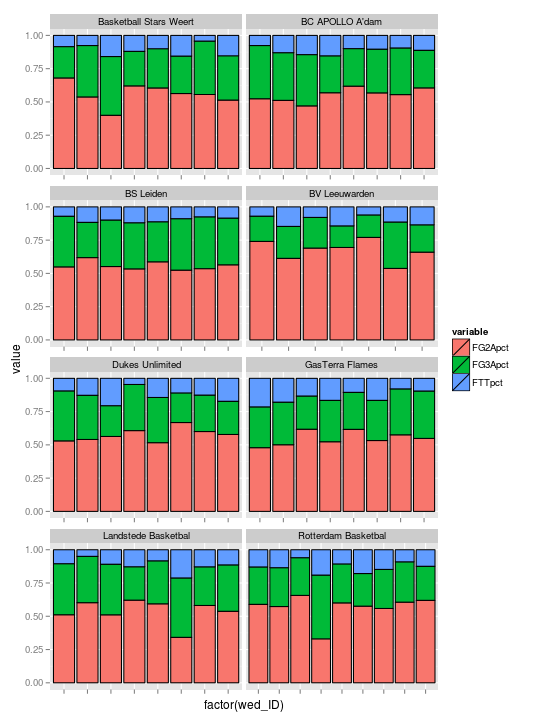 Basketball Stars Weert
BC APOLLO A'dam
1.00
0.75
0.50
0.25
0.00
BS Leiden
BV Leeuwarden
1.00
0.75
0.50
0.25
0.00
Dukes Unlimited
GasTerra Flames
1.00
0.75
0.50
0.25
0.00
Landstede Basketbal
Rotterdam Basketbal
1.00
0.75
0.50
0.25
0.00
value
factor(wed_ID)
variable
FG2Apct
FG3Apct
FTTpct